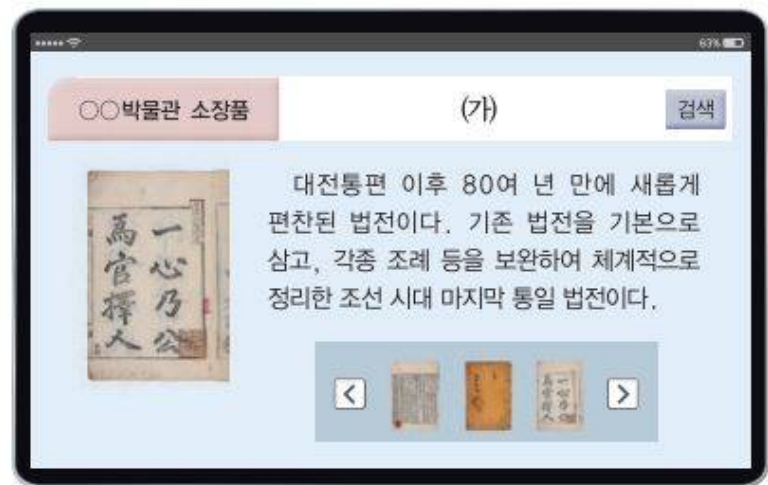 63%
○○박물관 소장품
(가)
검색
대전통편 이후 80여 년 만에 새롭게
편찬된 법전이다. 기존 법전을 기본으로
삼고, 각종 조례 등을 보완하여 체계적으로
정리한 조선 시대 마지막 통일 법전이다.
一心乃公
爲官擇人